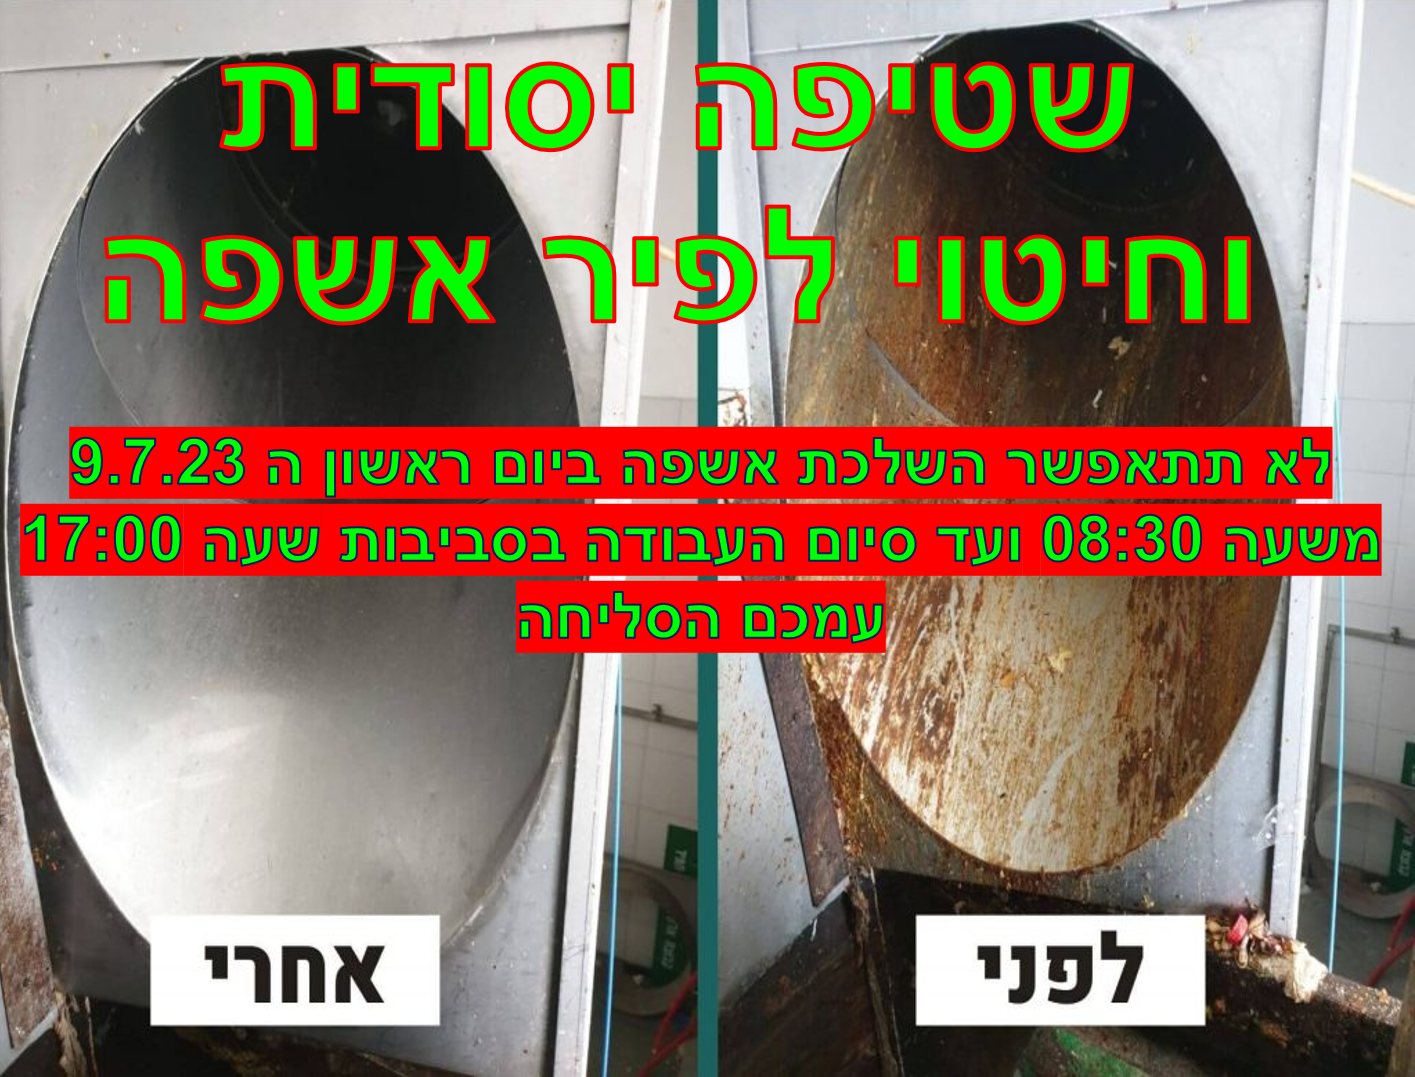 שטיפה יסודית
וחיטוי לפיר אשפה
לא תתאפשר השלכת אשפה ביום ראשון ה 9.7.23
משעה 08:30 ועד סיום העבודה בסביבות שעה 17:00
עמכם הסליחה
לפני
אחרי